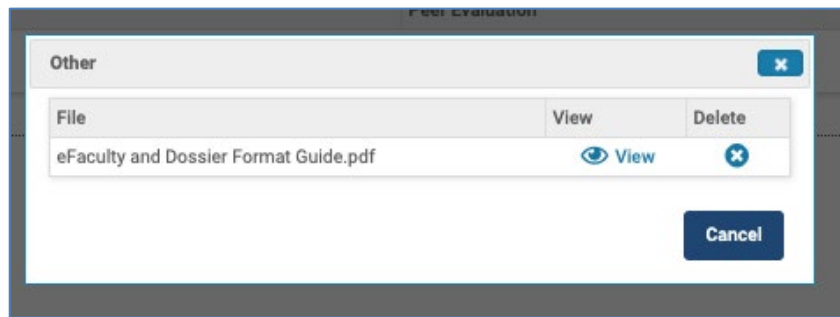 Peer Evaluation
Other
File View Delete
eFaculty and Dossier Format Guide.pdf View
Cancel